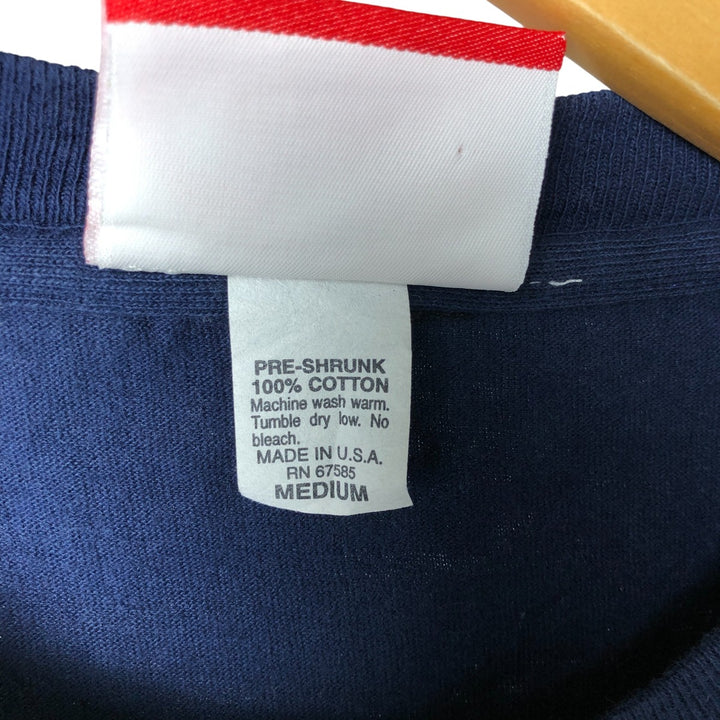 PRE-SHRUNK
100% COTTON
Machine wash warm.
Tumble dry low. No
bleach.
MADE IN U.S.A.
RN 67585
MEDIUM